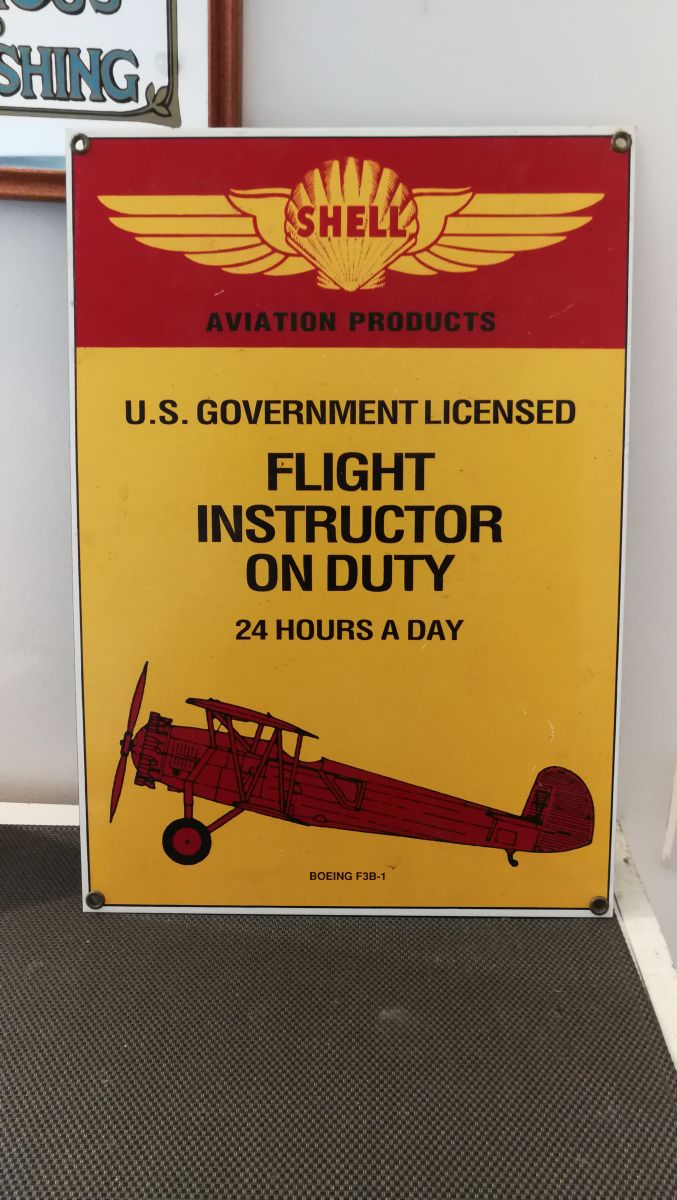 SHING
SHELL
AVIATION PRODUCTS
U.S. GOVERNMENT LICENSED
FLIGHT
INSTRUCTOR
ON DUTY
24 HOURS A DAY
BOEING F3B-1